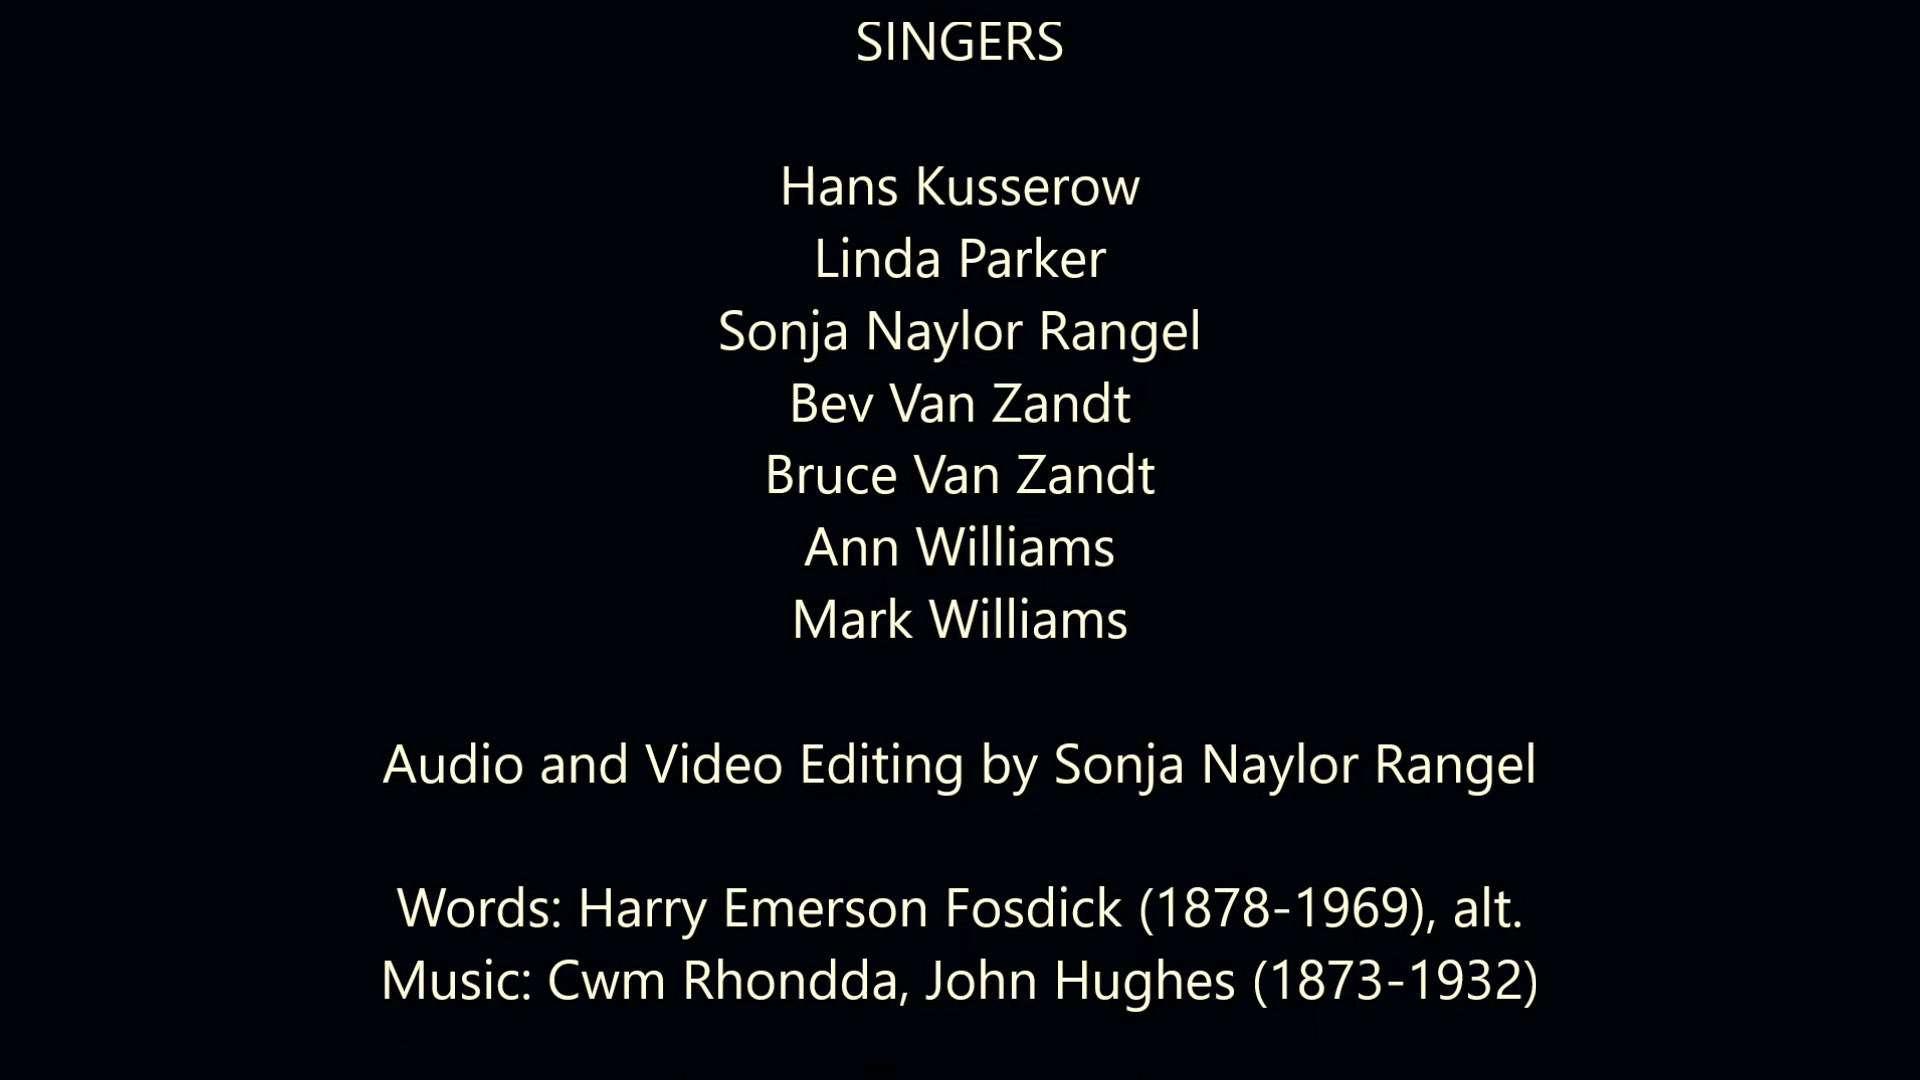 SINGERS
Hans Kusserow
Linda Parker
Sonja Naylor Rangel
Bev Van Zandt
Bruce Van Zandt
Ann Williams
Mark Williams
Audio and Video Editing by Sonja Naylor Rangel
Words: Harry Emerson Fosdick (1878-1969), alt.
Music: Cwm Rhondda, John Hughes (1873-1932)